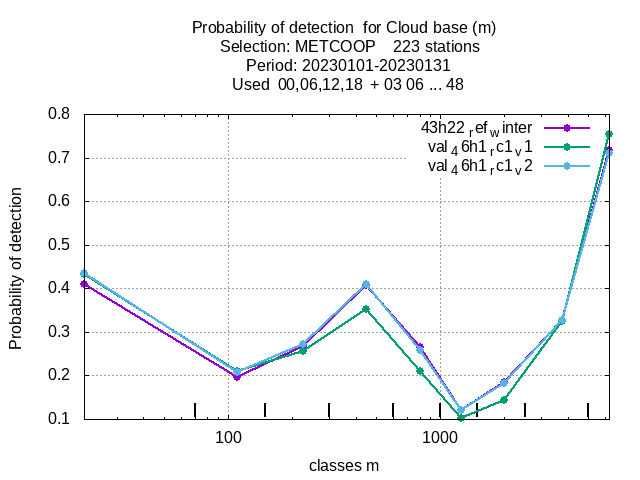 Probability of detection  for Cloud base (m)
Selection: METCOOP    223 stations
Period: 20230101-20230131
Used  00,06,12,18  + 03 06 ... 48
43h22 ref winter
val 4 6h1 r c1 v 1
val 4 6h1 r c1 v 2
Probability of detection
0.8
0.7
0.6
0.5
0.4
0.3
0.2
0.1
100
1000
classes m